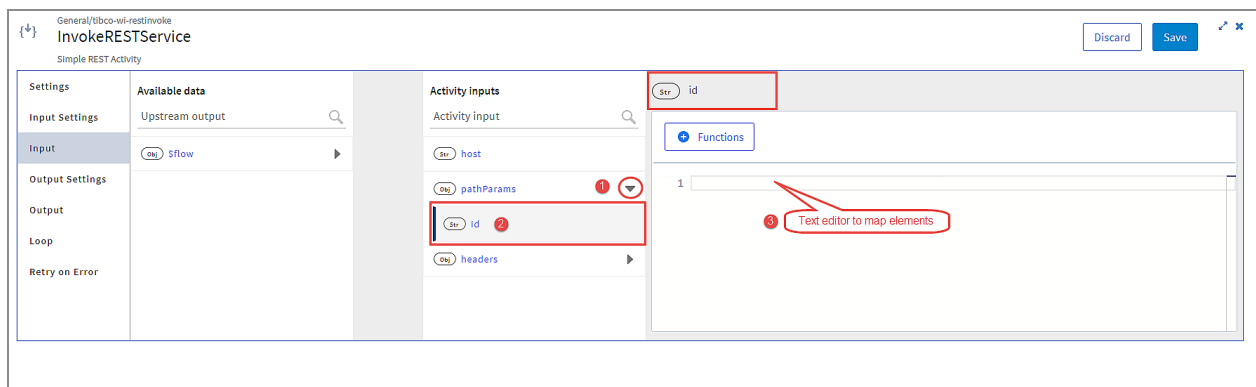 General/tibco-wi-restinvoke
InvokeRESTService
Simple REST Activity
Discard
Save
Settings
Input Settings
Input
Output Settings
Output
Loop
Retry on Error
Available data
Upstream output
Obj $flow
Activity inputs
Activity input
Str host
Obj pathParams 1
Str id 2
Obj headers
Str id
Functions
1
3 Text editor to map elements